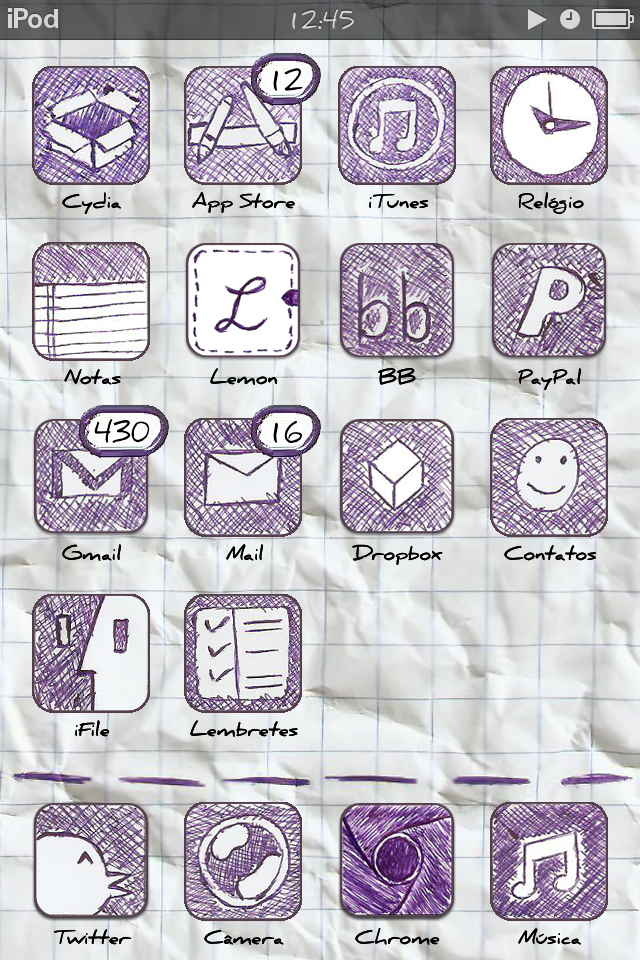 iPod 12:45
12
Cydia App Store iTunes Relógio
L bb P
Notas Lemon BB PayPal
430 16
M
Gmail Mail Dropbox Contatos
iFile Lembretes
Twitter Câmera Chrome Música